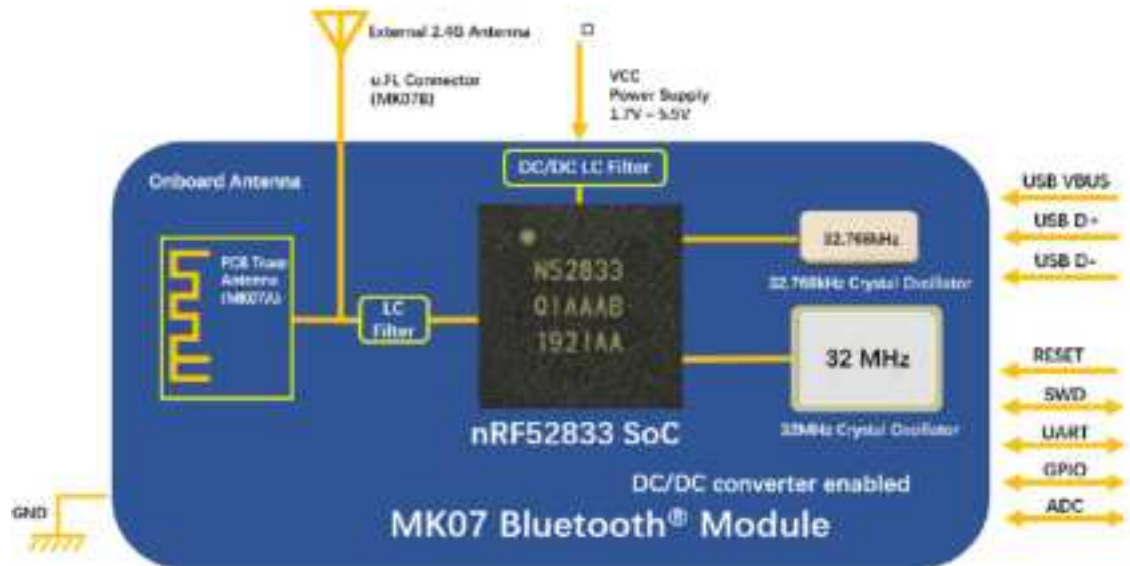 External 2.4G Antenna
u.FL Connector
(MK07B)
VCC
Power Supply
1.7V – 5.5V
DC/DC LC Filter
Onboard Antenna
PCB Trace
Antenna
(MK07A)
LC
Filter
N52833
QIAAAB
1921AA
nRF52833 SoC
32.768kHz
32.768kHz Crystal Oscillator
32 MHz
32MHz Crystal Oscillator
USB VBUS
USB D+
USB D-
RESET
SWD
UART
GPIO
ADC
GND
DC/DC converter enabled
MK07 Bluetooth® Module